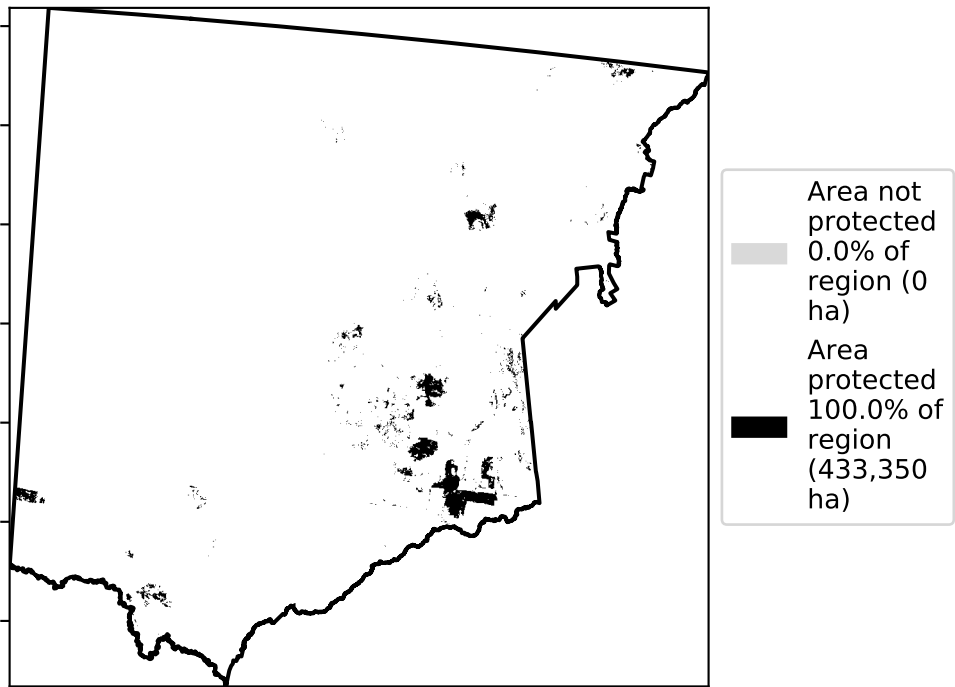 Area not
protected
0.0% of
region (0
ha)
Area
protected
100.0% of
region
(433,350
ha)